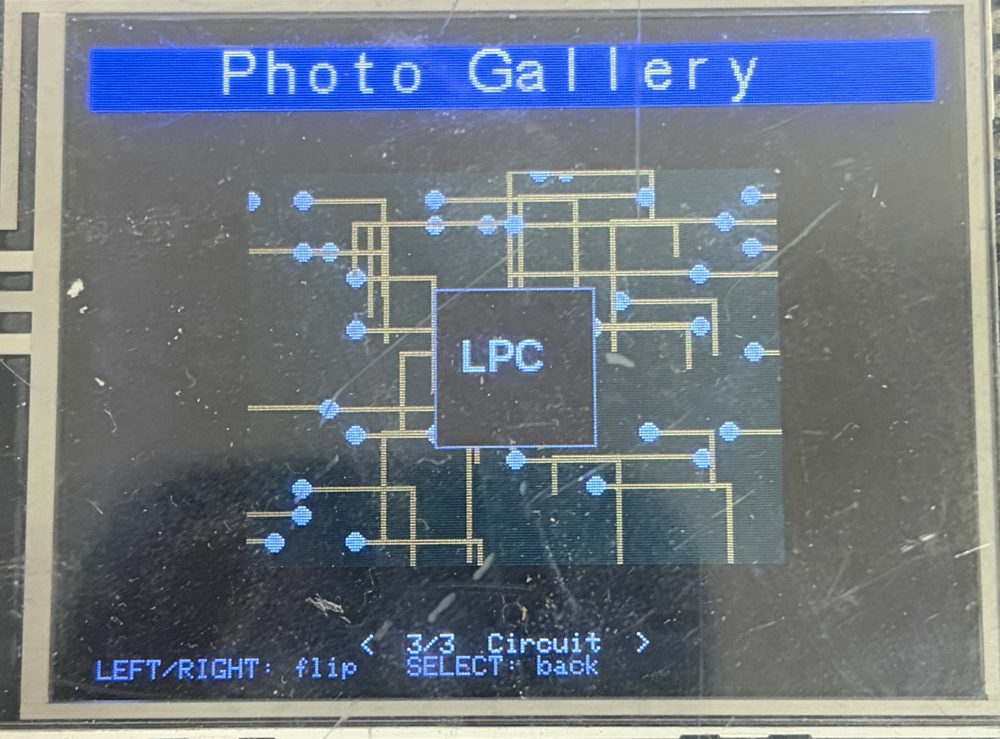 Photo Gallery
LPC
< 3/3 Circuit >
LEFT/RIGHT: flip SELECT: back